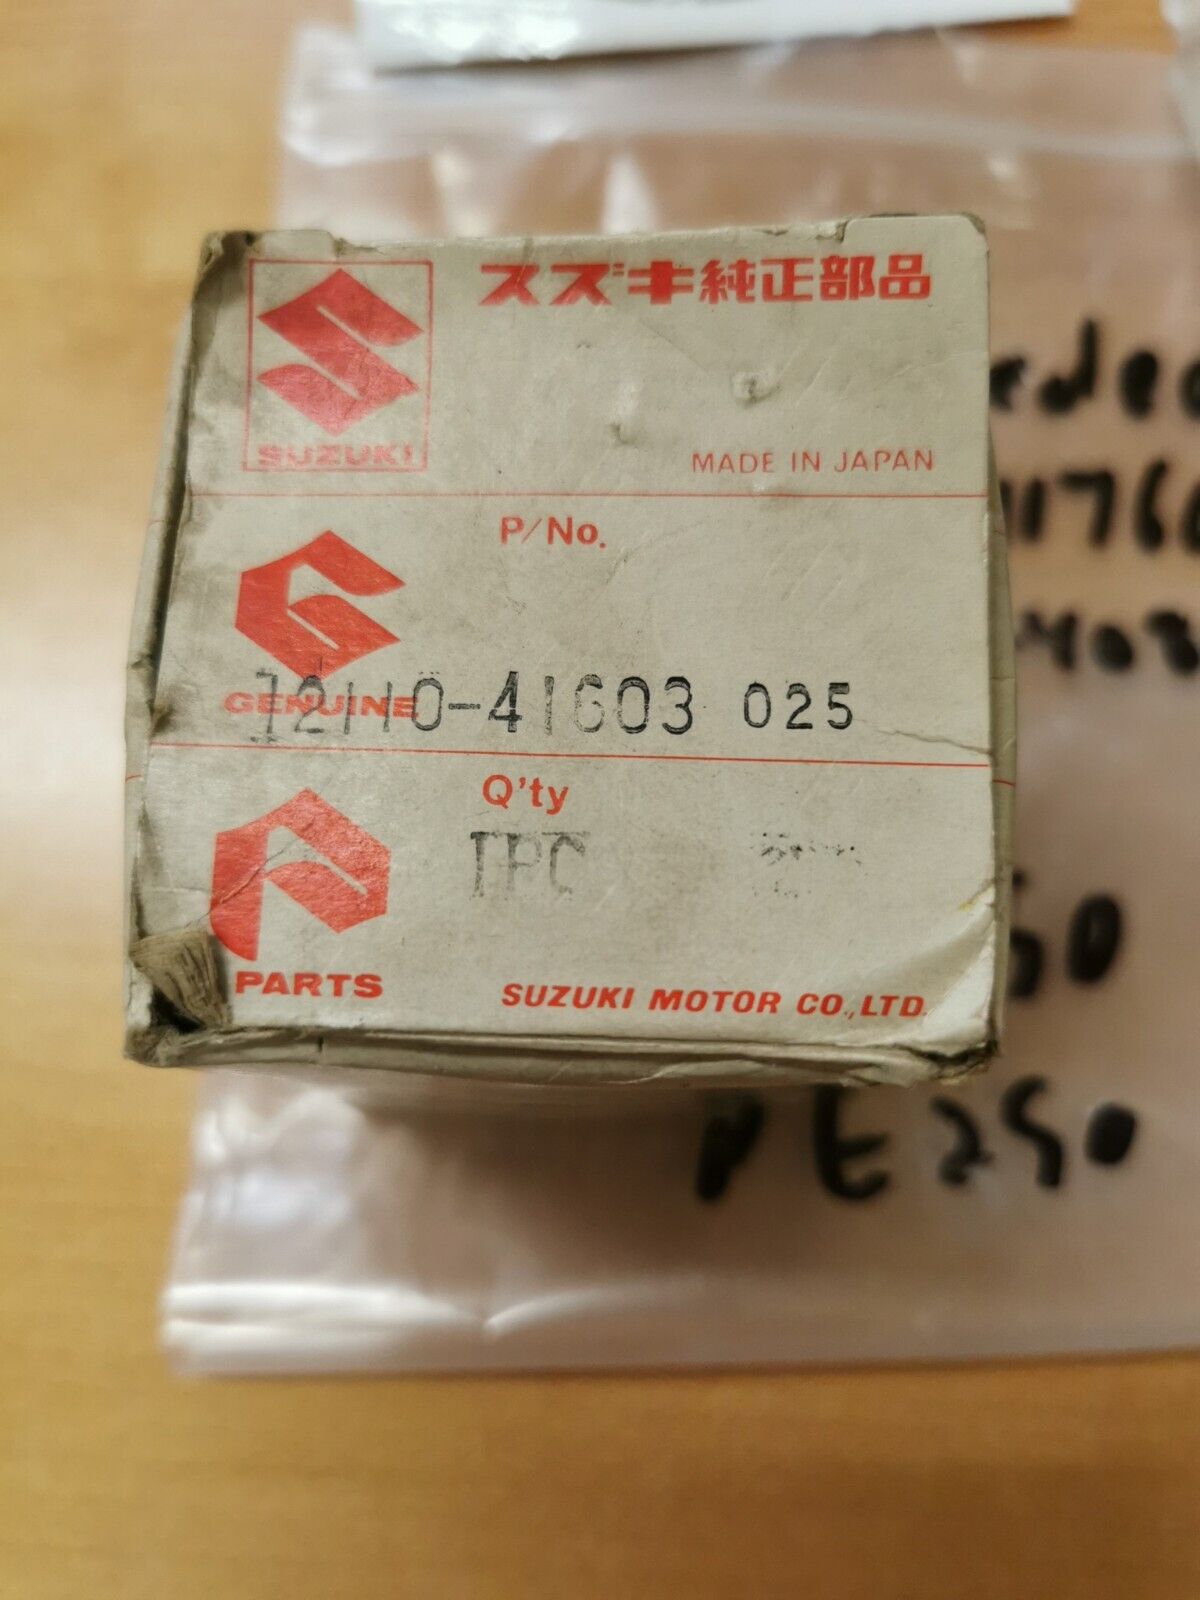 スズキ純正部品
SUZUKI
MADE IN JAPAN
P/No.
GENUINE
12110-41603 025
Q'ty
1PC
PARTS
SUZUKI MOTOR CO.,LTD.
PE250